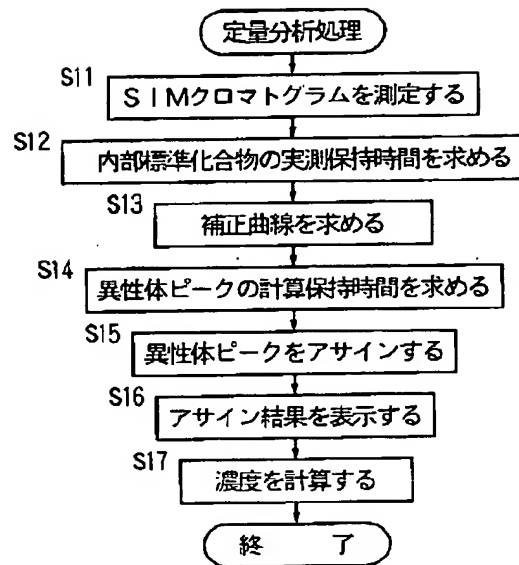 定量分析処理
S11
SIMクロマトグラムを測定する
S12
内部標準化合物の実測保持時間を求める
S13
補正曲線を求める
S14
異性体ピークの計算保持時間を求める
S15
異性体ピークをアサインする
S16
アサイン結果を表示する
S17
濃度を計算する
終　了